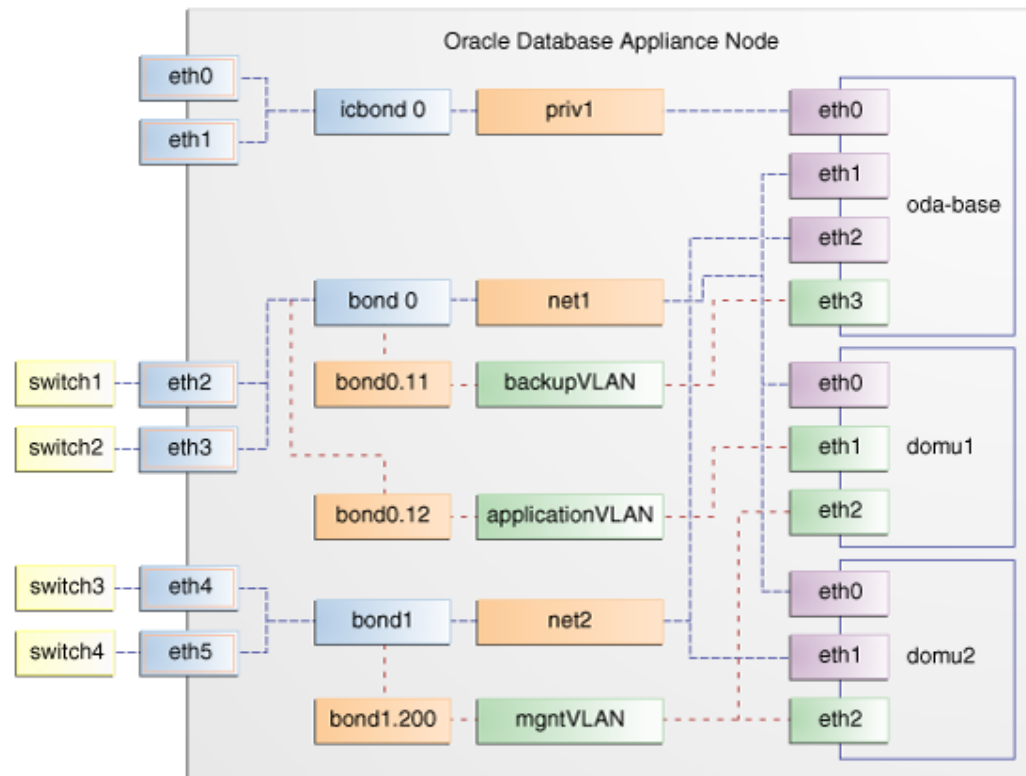 Oracle Database Appliance Node
eth0
icbond 0
priv1
eth0
eth1
eth1
oda-base
eth2
bond 0
net1
eth3
switch1
eth2
bond0.11
backupVLAN
eth0
switch2
eth3
eth1
domu1
bond0.12
applicationVLAN
eth2
switch3
eth4
eth0
bond1
net2
switch4
eth5
eth1
domu2
bond1.200
mgntVLAN
eth2